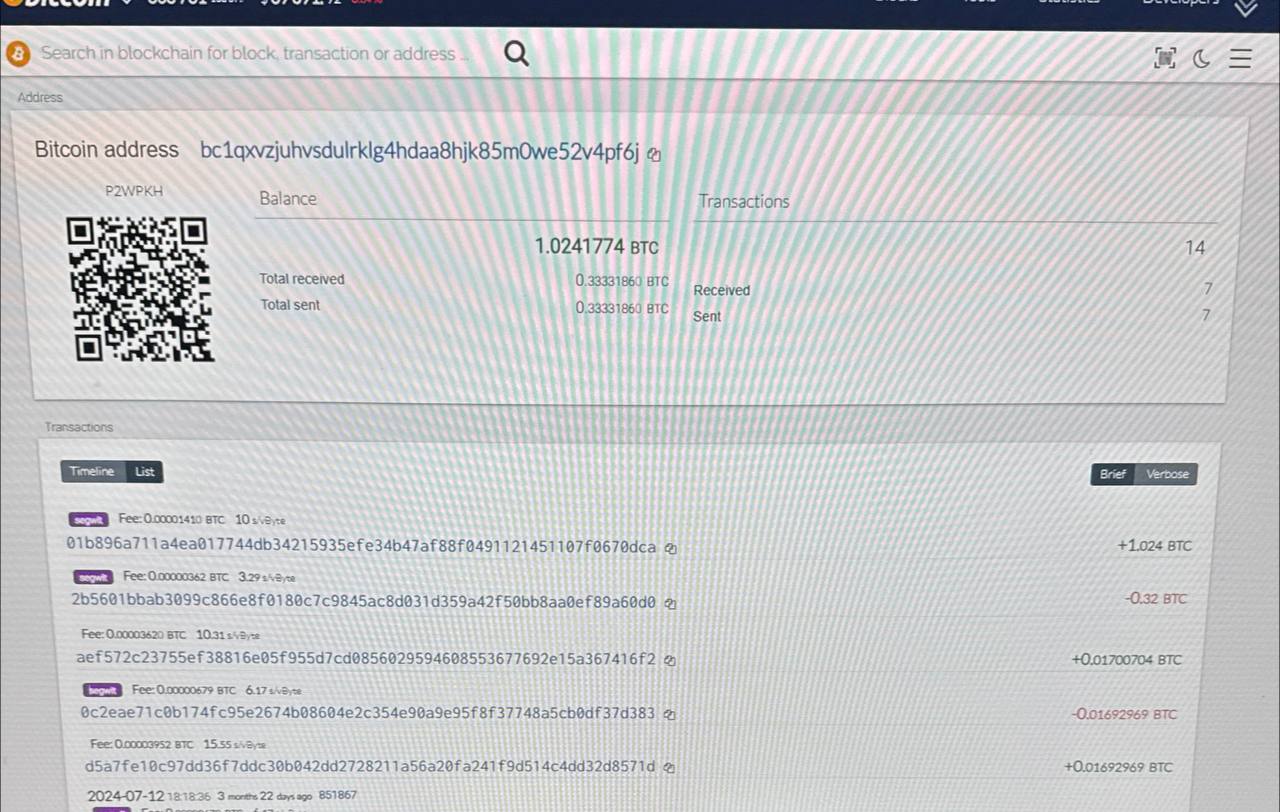 Search in blockchain for block, transaction or address ...
Address
Bitcoin address bc1qxvzjuhvsdulrklg4hdaa8hjk85m0we52v4pf6j
P2WPKH
Balance
Transactions
1.0241774 BTC
14
Total received 0.33331860 BTC
Received 7
Total sent 0.33331860 BTC
Sent 7
Transactions
Timeline List
Brief Verbose
segwit Fee: 0.00001410 BTC 10 s/vByte
01b896a711a4ea017744db34215935efe34b47af88f0491121451107f0670dca +1.024 BTC
segwit Fee: 0.00000362 BTC 3.29 s/vByte
2b5601bbab3099c866e8f0180c7c9845ac8d031d359a42f50bb8aa0ef89a60d0 -0.32 BTC
Fee: 0.00003620 BTC 10.31 s/vByte
aef572c23755ef38816e05f955d7cd0856029594608553677692e15a367416f2 +0.01700704 BTC
segwit Fee: 0.00000679 BTC 6.17 s/vByte
0c2eae71c0b174fc95e2674b08604e2c354e90a9e95f8f37748a5cb0df37d383 -0.01692969 BTC
Fee: 0.00003952 BTC 15.55 s/vByte
d5a7fe10c97dd36f7ddc30b042dd2728211a56a20fa241f9d514c4dd32d8571d +0.01692969 BTC
2024-07-12 18:18:36 3 months 22 days ago 851867